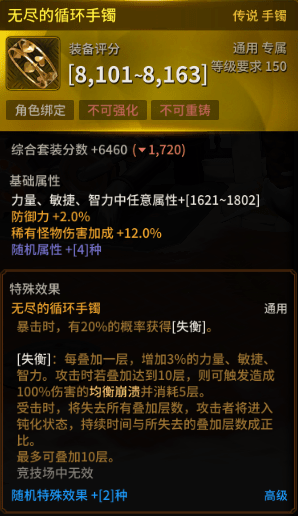 无尽的循环手镯 传说 手镯
装备评分 通用 专属
[8,101~8,163] 等级要求 150
角色绑定 不可强化 不可重铸
综合套装分数 +6460 (▼1,720)
基础属性
力量、敏捷、智力中任意属性+[1621~1802]
防御力 +2.0%
稀有怪物伤害加成 +12.0%
随机属性 +[4]种
特殊效果
无尽的循环手镯 通用
暴击时，有20%的概率获得[失衡]。
[失衡]：每叠加一层，增加3%的力量、敏捷、
智力。攻击时若叠加达到10层，则可触发造成
100%伤害的均衡崩溃并消耗5层。
受击时，将失去所有叠加层数，攻击者将进入
钝化状态，持续时间与所失去的叠加层数成正
比。
最多可叠加10层。
竞技场中无效
随机特殊效果 +[2]种 高级